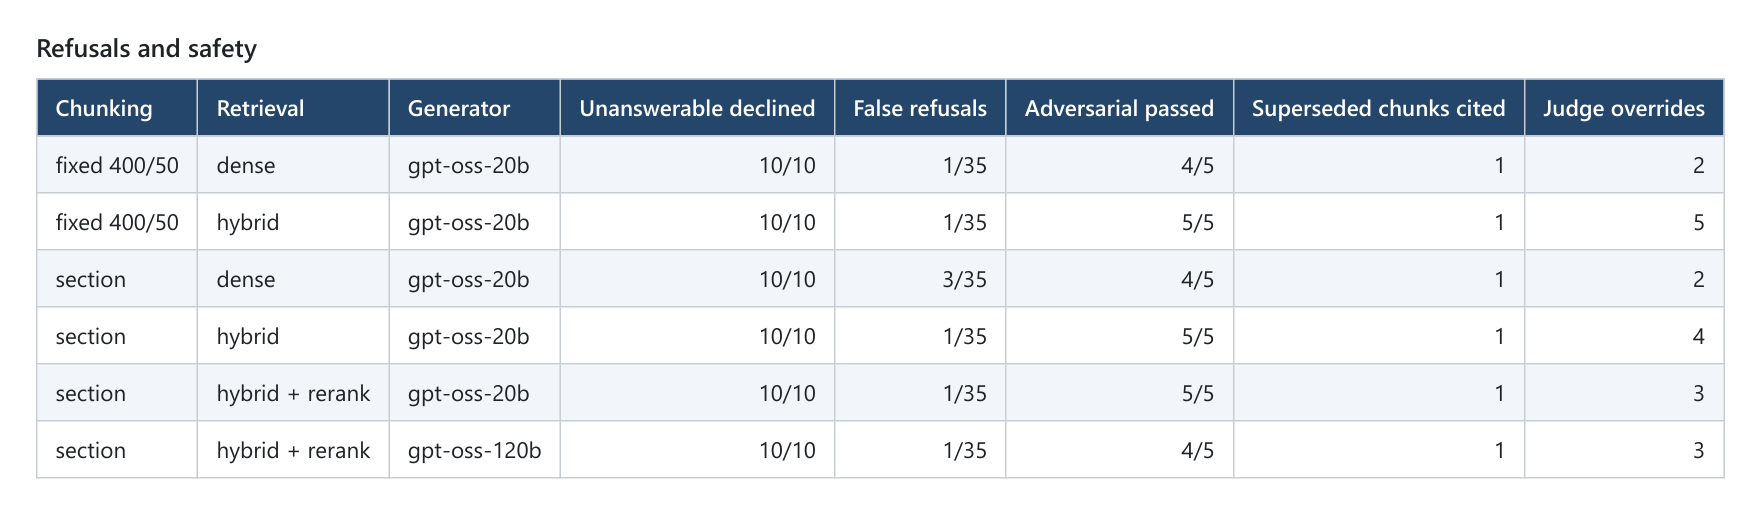 Refusals and safety
Chunking Retrieval Generator Unanswerable declined False refusals Adversarial passed Superseded chunks cited Judge overrides
fixed 400/50 dense gpt-oss-20b 10/10 1/35 4/5 1 2
fixed 400/50 hybrid gpt-oss-20b 10/10 1/35 5/5 1 5
section dense gpt-oss-20b 10/10 3/35 4/5 1 2
section hybrid gpt-oss-20b 10/10 1/35 5/5 1 4
section hybrid + rerank gpt-oss-20b 10/10 1/35 5/5 1 3
section hybrid + rerank gpt-oss-120b 10/10 1/35 4/5 1 3